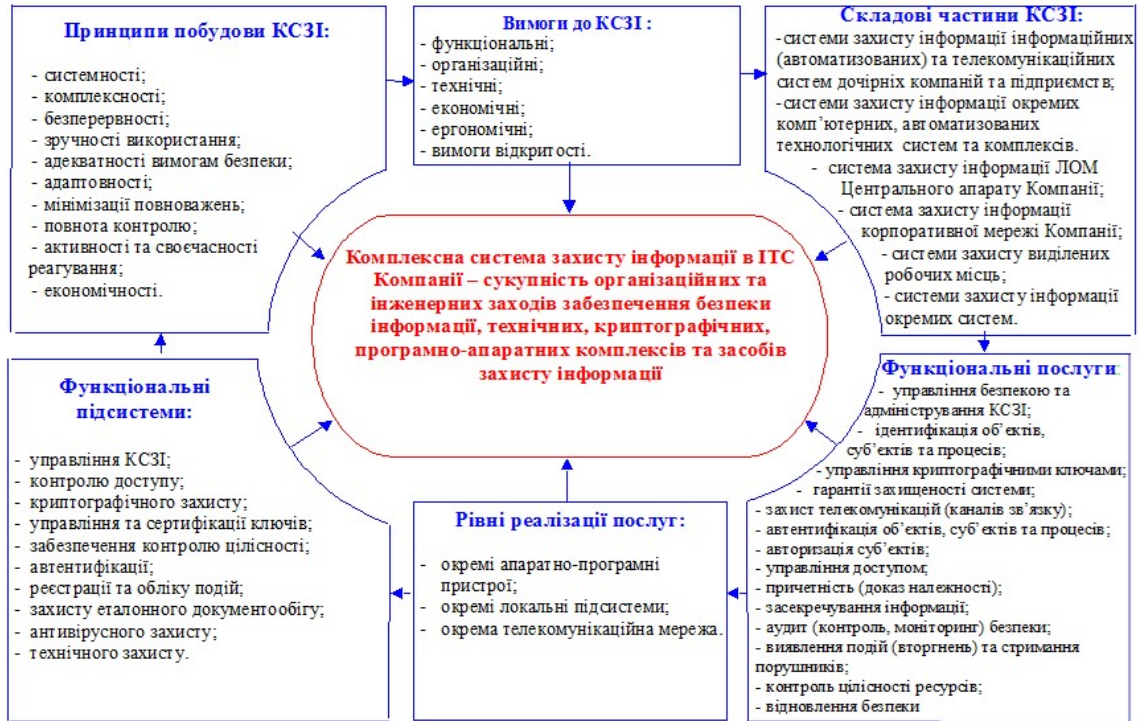 Принципи побудови КСЗІ:
- системності;
- комплексності;
- безперервності;
- зручності використання;
- адекватності вимогам безпеки;
- адаптовності;
- мінімізації повноважень;
- повнота контролю;
- активності та своєчасності
реагування;
- економічності.
Вимоги до КСЗІ :
- функціональні;
- організаційні;
- технічні;
- економічні;
- ергономічні;
- вимоги відкритості.
Складові частини КСЗІ:
-системи захисту інформації інформаційних
(автоматизованих) та телекомунікаційних
систем дочірніх компаній та підприємств;
-системи захисту інформації окремих
комп’ютерних, автоматизованих
технологічних систем та комплексів.
- система захисту інформації ЛОМ
Центрального апарату Компанії;
- система захисту інформації
корпоративної мережі Компанії;
- системи захисту виділених
робочих місць;
- системи захисту інформації
окремих систем.
Комплексна система захисту інформації в ІТС
Компанії – сукупність організаційних та
інженерних заходів забезпечення безпеки
інформації, технічних, криптографічних,
програмно-апаратних комплексів та засобів
захисту інформації
Функціональні
підсистеми:
- управління КСЗІ;
- контролю доступу;
- криптографічного захисту;
- управління та сертифікації ключів;
- забезпечення контролю цілісності;
- автентифікації;
- реєстрації та обліку подій;
- захисту еталонного документообігу;
- антивірусного захисту;
- технічного захисту.
Рівні реалізації послуг:
- окремі апаратно-програмні
пристрої;
- окремі локальні підсистеми;
- окрема телекомунікаційна мережа.
Функціональні послуги:
- управління безпекою та
адміністрування КСЗІ;
- ідентифікація об’єктів,
суб’єктів та процесів;
- управління криптографічними ключами;
- гарантії захищеності системи;
- захист телекомунікацій (каналів зв’язку);
- автентифікація об’єктів, суб’єктів та процесів;
- авторизація суб’єктів;
- управління доступом;
- причетність (доказ належності);
- засекречування інформації;
- аудит (контроль, моніторинг) безпеки;
- виявлення подій (вторгнень) та стримання
порушників;
- контроль цілісності ресурсів;
- відновлення безпеки